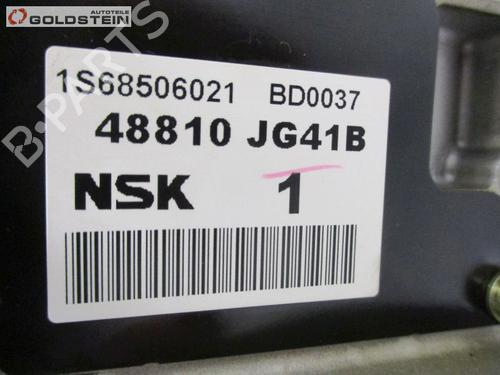 AUTOTEILE
GOLDSTEIN
B-PARTS
1S68506021 BD0037
48810 JG41B
NSK 1